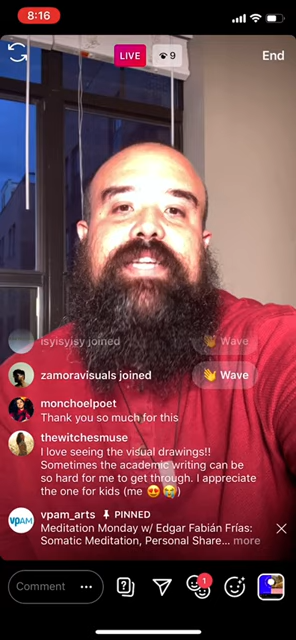 8:16
LIVE
9
End
isyisyisy joined
Wave
zamoravisuals joined
Wave
monchoelpoet
Thank you so much for this
thewitchesmuse
I love seeing the visual drawings!!
Sometimes the academic writing can be
so hard for me to get through. I appreciate
the one for kids (me 😍😭)
VPAM
vpam_arts PINNED
Meditation Monday w/ Edgar Fabián Frías:
Somatic Meditation, Personal Share... more
Comment
1